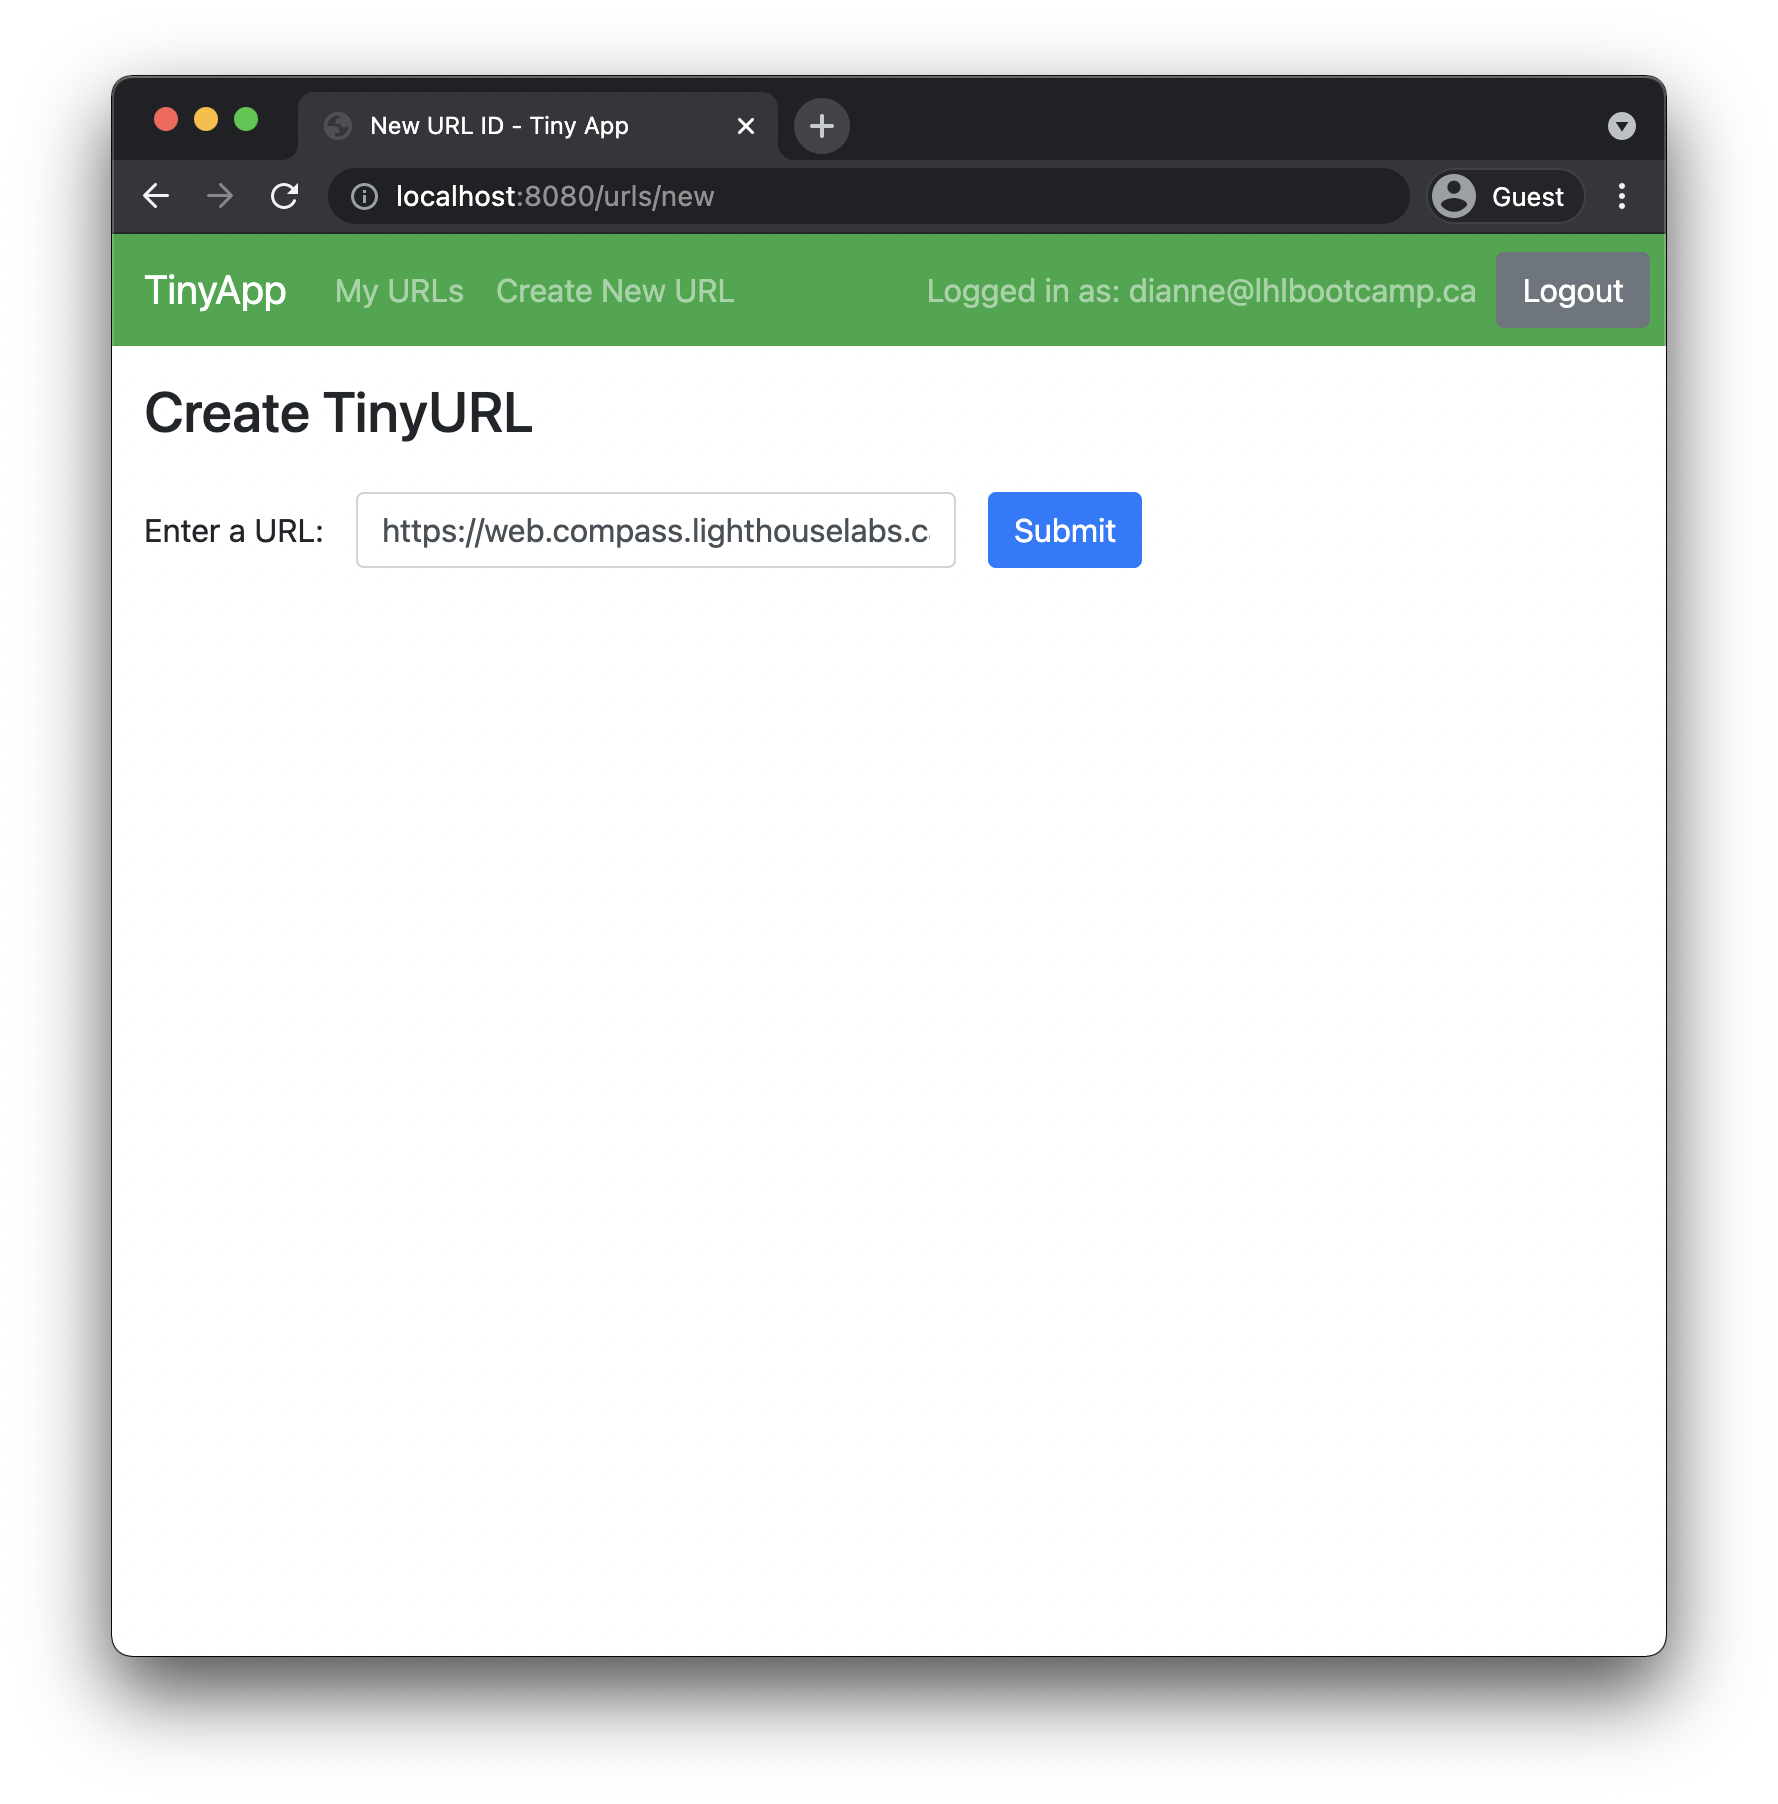 New URL ID - Tiny App
localhost:8080/urls/new
Guest
TinyApp My URLs Create New URL Logged in as: dianne@lhlbootcamp.ca Logout
Create TinyURL
Enter a URL: https://web.compass.lighthouselabs.c Submit